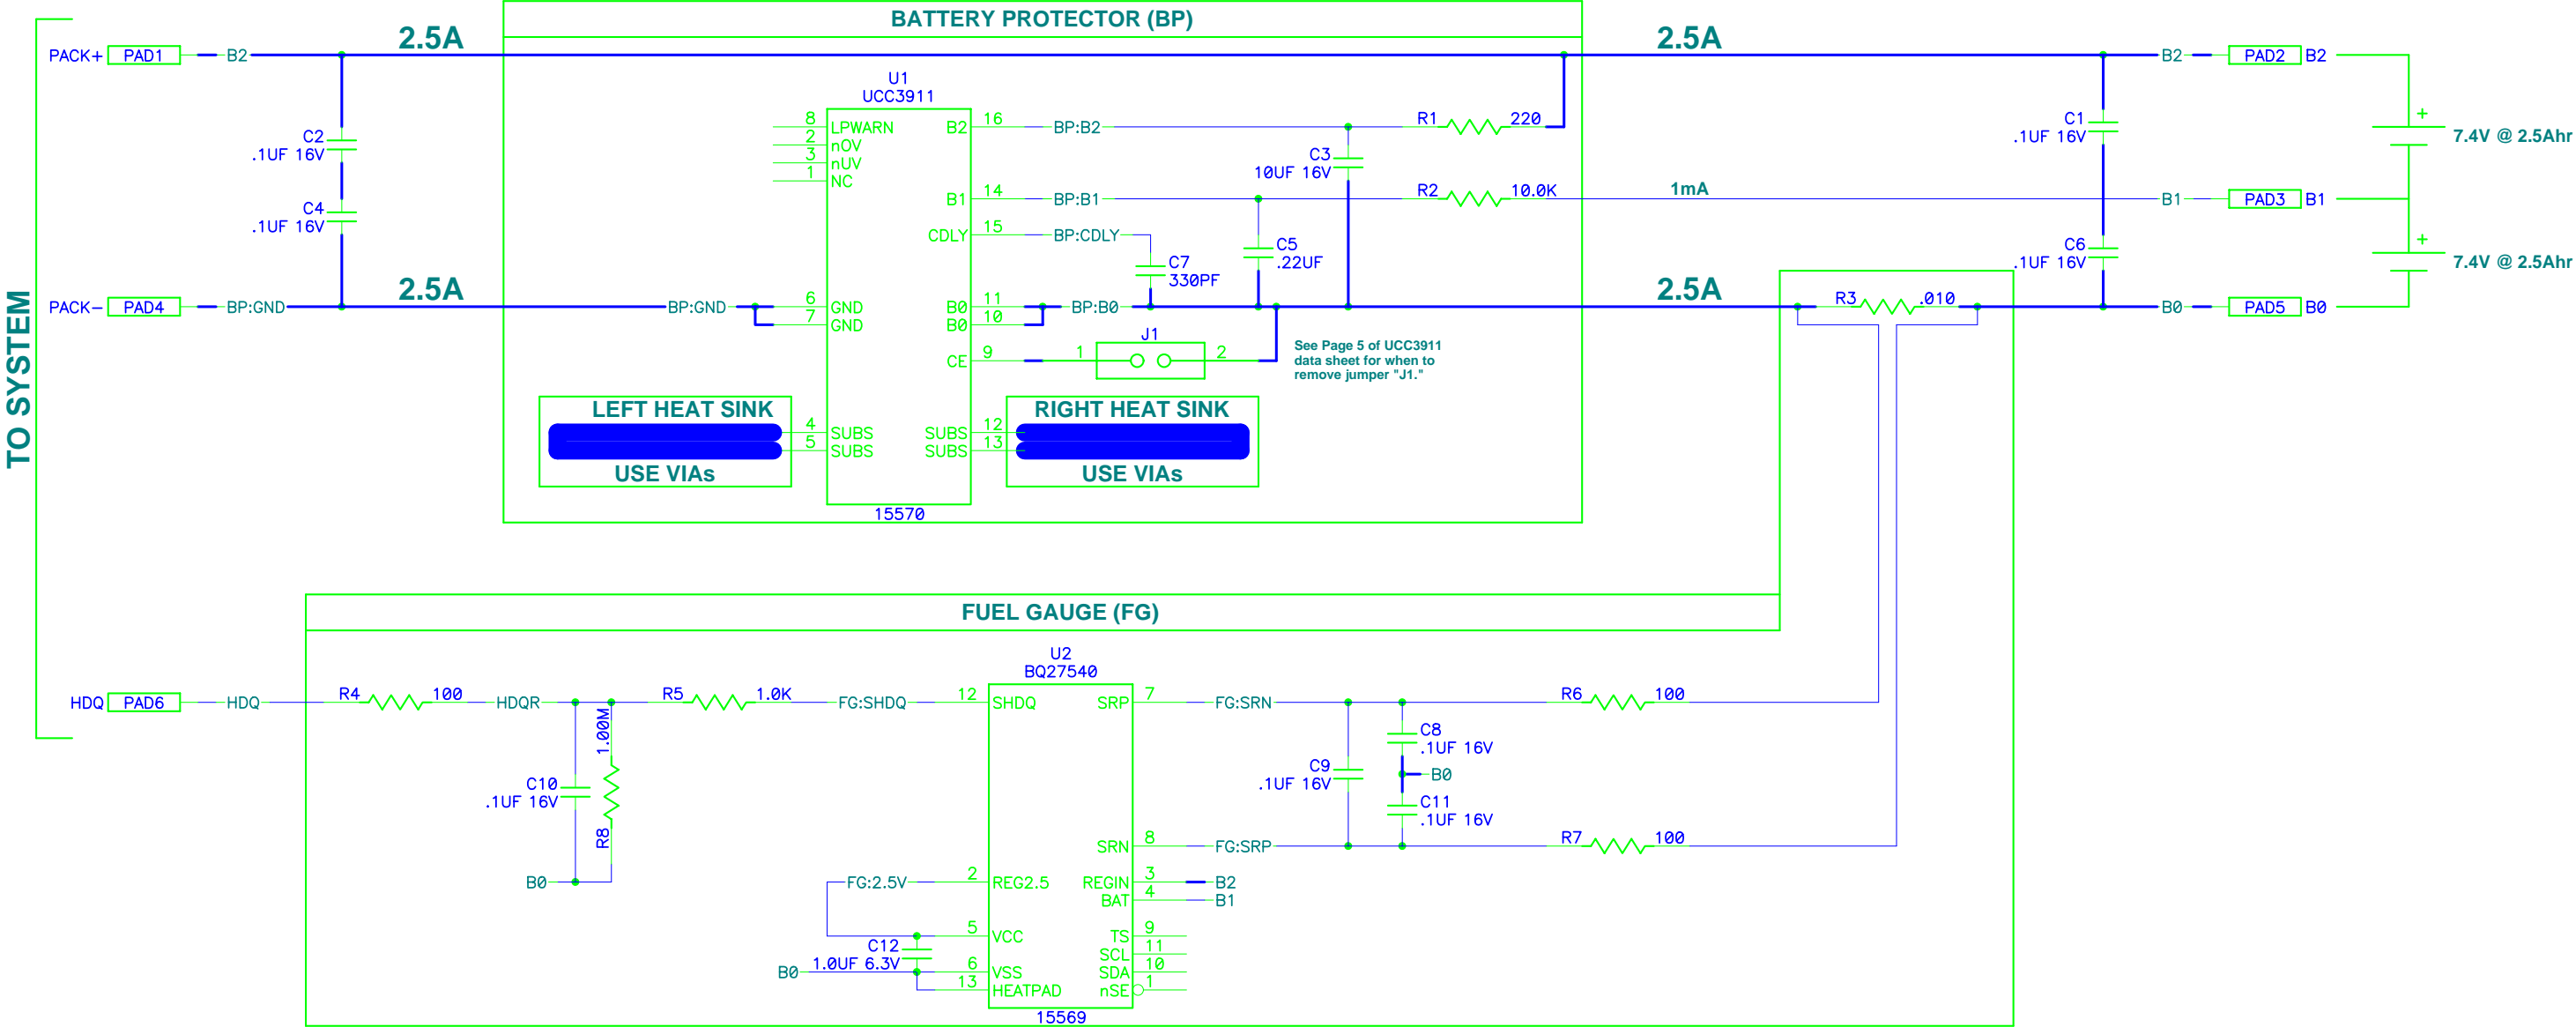 BATTERY PROTECTOR (BP)
PACK+ PAD1 B2 2.5A 2.5A B2 PAD2 B2
U1
UCC3911
C2
.1UF 16V
C4
.1UF 16V
8 LPWARN
2 nOV
3 nUV
1 NC
B2 16 BP:B2 R1 220
C3
10UF 16V
B1 14 BP:B1 R2 10.0K 1mA B1 PAD3 B1
CDLY 15 BP:CDLY
C5
.22UF
C7
330PF
C1
.1UF 16V
C6
.1UF 16V
+
7.4V @ 2.5Ahr
+
7.4V @ 2.5Ahr
PACK- PAD4 BP:GND 2.5A BP:GND 6 GND
7 GND
B0 11 BP:B0 2.5A R3 .010 B0 PAD5 B0
B0 10
CE 9 1 J1 2
See Page 5 of UCC3911
data sheet for when to
remove jumper "J1."
LEFT HEAT SINK
USE VIAs
4 SUBS
5 SUBS
SUBS 12
SUBS 13
RIGHT HEAT SINK
USE VIAs
15570
TO SYSTEM
FUEL GAUGE (FG)
U2
BQ27540
HDQ PAD6 HDQ R4 100 HDQR R5 1.0K FG:SHDQ 12 SHDQ
SRP 7 FG:SRN R6 100
1.00M
R8
C10
.1UF 16V
B0
C8
.1UF 16V
C9
.1UF 16V
B0
C11
.1UF 16V
SRN 8 FG:SRP R7 100
FG:2.5V 2 REG2.5
REGIN 3 B2
BAT 4 B1
5 VCC
C12
1.0UF 6.3V
B0
6 VSS
13 HEATPAD
TS 9
SCL 11
SDA 10
nSE 1
15569